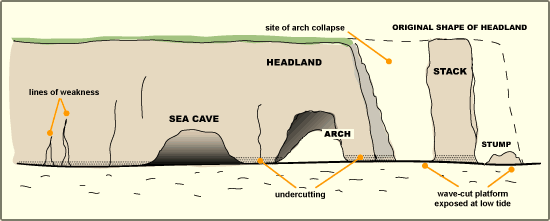 site of arch collapse
ORIGINAL SHAPE OF HEADLAND
HEADLAND
STACK
lines of weakness
SEA CAVE
ARCH
STUMP
undercutting
wave-cut platform
exposed at low tide